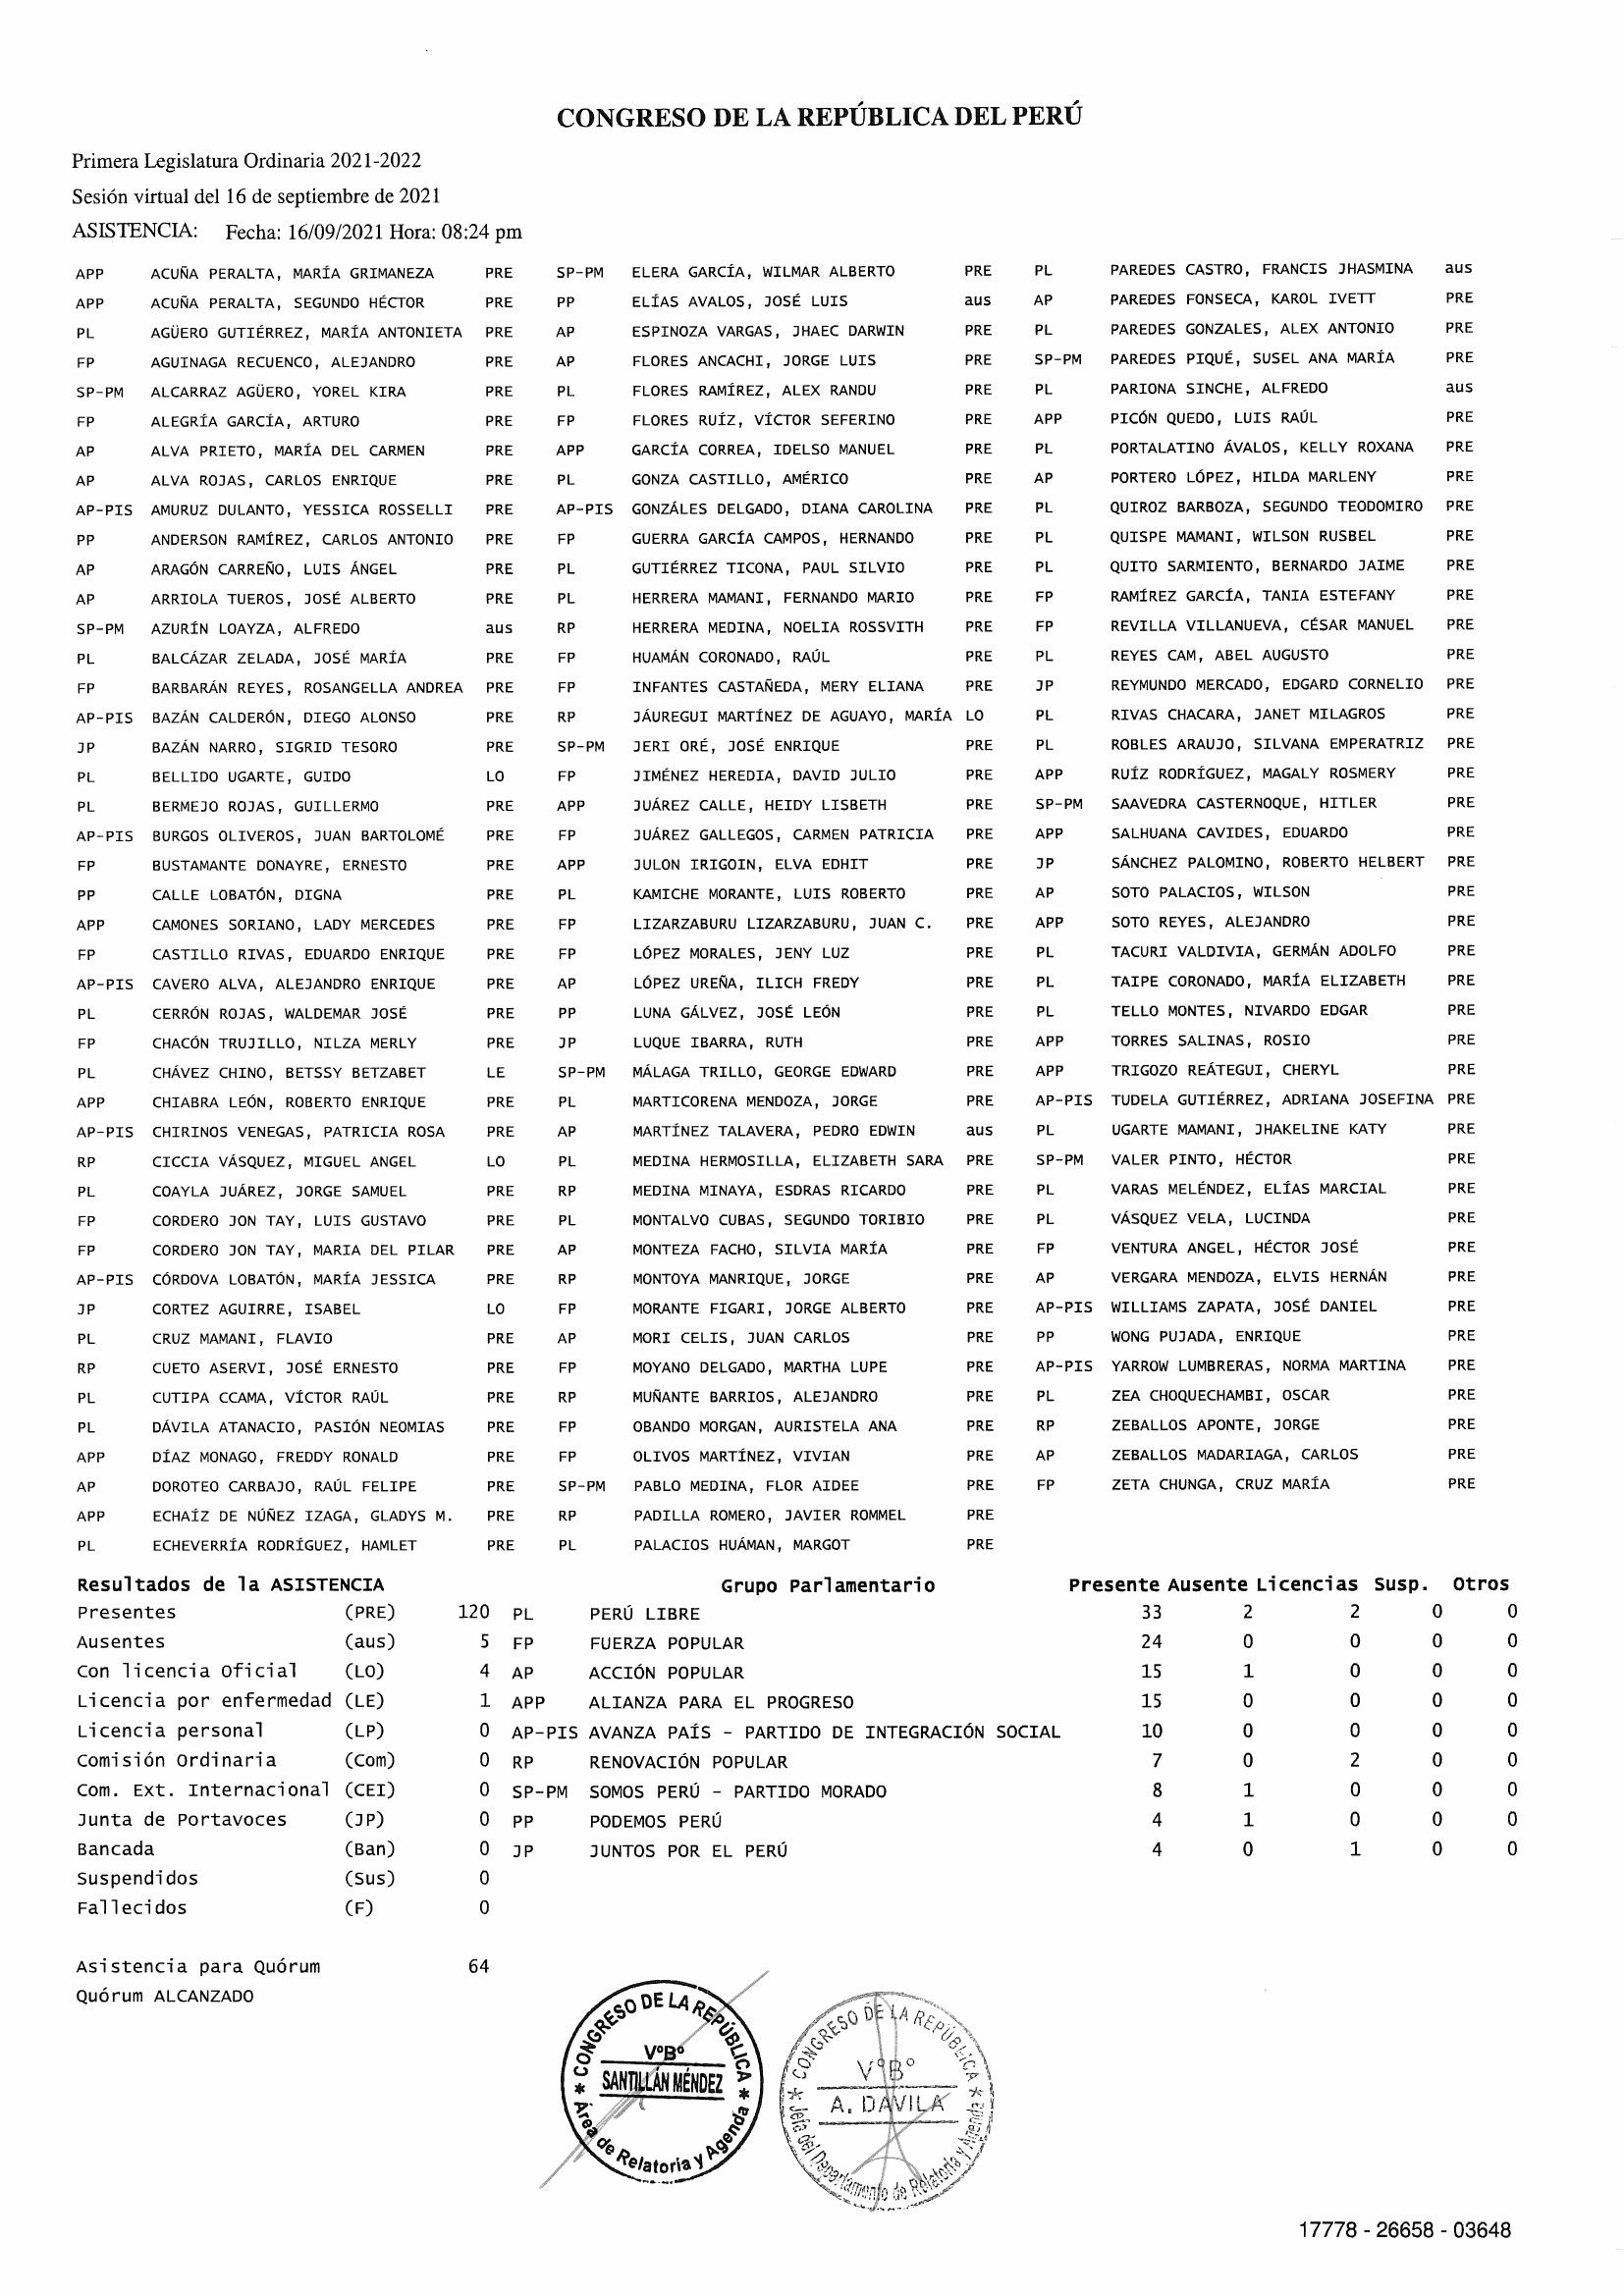 CONGRESO DE LA REPÚBLICA DEL PERÚ
Primera Legislatura Ordinaria 2021-2022
Sesión virtual del 16 de septiembre de 2021
ASISTENCIA: Fecha: 16/09/2021 Hora: 08:24 pm
APP ACUÑA PERALTA, MARÍA GRIMANEZA PRE SP-PM ELERA GARCÍA, WILMAR ALBERTO PRE PL PAREDES CASTRO, FRANCIS JHASMINA aus
APP ACUÑA PERALTA, SEGUNDO HÉCTOR PRE PP ELÍAS AVALOS, JOSÉ LUIS aus AP PAREDES FONSECA, KAROL IVETT PRE
PL AGÜERO GUTIÉRREZ, MARÍA ANTONIETA PRE AP ESPINOZA VARGAS, JHAEC DARWIN PRE PL PAREDES GONZALES, ALEX ANTONIO PRE
FP AGUINAGA RECUENCO, ALEJANDRO PRE AP FLORES ANCACHI, JORGE LUIS PRE SP-PM PAREDES PIQUÉ, SUSEL ANA MARÍA PRE
SP-PM ALCARRAZ AGÜERO, YOREL KIRA PRE PL FLORES RAMÍREZ, ALEX RANDU PRE PL PARIONA SINCHE, ALFREDO aus
FP ALEGRÍA GARCÍA, ARTURO PRE FP FLORES RUÍZ, VÍCTOR SEFERINO PRE APP PICÓN QUEDO, LUIS RAÚL PRE
AP ALVA PRIETO, MARÍA DEL CARMEN PRE APP GARCÍA CORREA, IDELSO MANUEL PRE PL PORTALATINO ÁVALOS, KELLY ROXANA PRE
AP ALVA ROJAS, CARLOS ENRIQUE PRE PL GONZA CASTILLO, AMÉRICO PRE AP PORTERO LÓPEZ, HILDA MARLENY PRE
AP-PIS AMURUZ DULANTO, YESSICA ROSSELLI PRE AP-PIS GONZÁLES DELGADO, DIANA CAROLINA PRE PL QUIROZ BARBOZA, SEGUNDO TEODOMIRO PRE
PP ANDERSON RAMÍREZ, CARLOS ANTONIO PRE FP GUERRA GARCÍA CAMPOS, HERNANDO PRE PL QUISPE MAMANI, WILSON RUSBEL PRE
AP ARAGÓN CARREÑO, LUIS ÁNGEL PRE PL GUTIÉRREZ TICONA, PAUL SILVIO PRE PL QUITO SARMIENTO, BERNARDO JAIME PRE
AP ARRIOLA TUEROS, JOSÉ ALBERTO PRE PL HERRERA MAMANI, FERNANDO MARIO PRE FP RAMÍREZ GARCÍA, TANIA ESTEFANY PRE
SP-PM AZURÍN LOAYZA, ALFREDO aus RP HERRERA MEDINA, NOELIA ROSSVITH PRE FP REVILLA VILLANUEVA, CÉSAR MANUEL PRE
PL BALCÁZAR ZELADA, JOSÉ MARÍA PRE FP HUAMÁN CORONADO, RAÚL PRE PL REYES CAM, ABEL AUGUSTO PRE
FP BARBARÁN REYES, ROSANGELLA ANDREA PRE FP INFANTES CASTAÑEDA, MERY ELIANA PRE JP REYMUNDO MERCADO, EDGARD CORNELIO PRE
AP-PIS BAZÁN CALDERÓN, DIEGO ALONSO PRE RP JÁUREGUI MARTÍNEZ DE AGUAYO, MARÍA LO PL RIVAS CHACARA, JANET MILAGROS PRE
JP BAZÁN NARRO, SIGRID TESORO PRE SP-PM JERI ORÉ, JOSÉ ENRIQUE PRE PL ROBLES ARAUJO, SILVANA EMPERATRIZ PRE
PL BELLIDO UGARTE, GUIDO LO FP JIMÉNEZ HEREDIA, DAVID JULIO PRE APP RUÍZ RODRÍGUEZ, MAGALY ROSMERY PRE
PL BERMEJO ROJAS, GUILLERMO PRE APP JUÁREZ CALLE, HEIDY LISBETH PRE SP-PM SAAVEDRA CASTERNOQUE, HITLER PRE
AP-PIS BURGOS OLIVEROS, JUAN BARTOLOMÉ PRE FP JUÁREZ GALLEGOS, CARMEN PATRICIA PRE APP SALHUANA CAVIDES, EDUARDO PRE
FP BUSTAMANTE DONAYRE, ERNESTO PRE APP JULON IRIGOIN, ELVA EDHIT PRE JP SÁNCHEZ PALOMINO, ROBERTO HELBERT PRE
PP CALLE LOBATÓN, DIGNA PRE PL KAMICHE MORANTE, LUIS ROBERTO PRE AP SOTO PALACIOS, WILSON PRE
APP CAMONES SORIANO, LADY MERCEDES PRE FP LIZARZABURU LIZARZABURU, JUAN C. PRE APP SOTO REYES, ALEJANDRO PRE
FP CASTILLO RIVAS, EDUARDO ENRIQUE PRE FP LÓPEZ MORALES, JENY LUZ PRE PL TACURI VALDIVIA, GERMÁN ADOLFO PRE
AP-PIS CAVERO ALVA, ALEJANDRO ENRIQUE PRE AP LÓPEZ UREÑA, ILICH FREDY PRE PL TAIPE CORONADO, MARÍA ELIZABETH PRE
PL CERRÓN ROJAS, WALDEMAR JOSÉ PRE PP LUNA GÁLVEZ, JOSÉ LEÓN PRE PL TELLO MONTES, NIVARDO EDGAR PRE
FP CHACÓN TRUJILLO, NILZA MERLY PRE JP LUQUE IBARRA, RUTH PRE APP TORRES SALINAS, ROSIO PRE
PL CHÁVEZ CHINO, BETSSY BETZABET LE SP-PM MÁLAGA TRILLO, GEORGE EDWARD PRE APP TRIGOZO REÁTEGUI, CHERYL PRE
APP CHIABRA LEÓN, ROBERTO ENRIQUE PRE PL MARTICORENA MENDOZA, JORGE PRE AP-PIS TUDELA GUTIÉRREZ, ADRIANA JOSEFINA PRE
AP-PIS CHIRINOS VENEGAS, PATRICIA ROSA PRE AP MARTÍNEZ TALAVERA, PEDRO EDWIN aus PL UGARTE MAMANI, JHAKELINE KATY PRE
RP CICCIA VÁSQUEZ, MIGUEL ANGEL LO PL MEDINA HERMOSILLA, ELIZABETH SARA PRE SP-PM VALER PINTO, HÉCTOR PRE
PL COAYLA JUÁREZ, JORGE SAMUEL PRE RP MEDINA MINAYA, ESDRAS RICARDO PRE PL VARAS MELÉNDEZ, ELÍAS MARCIAL PRE
FP CORDERO JON TAY, LUIS GUSTAVO PRE PL MONTALVO CUBAS, SEGUNDO TORIBIO PRE PL VÁSQUEZ VELA, LUCINDA PRE
FP CORDERO JON TAY, MARIA DEL PILAR PRE AP MONTEZA FACHO, SILVIA MARÍA PRE FP VENTURA ANGEL, HÉCTOR JOSÉ PRE
AP-PIS CÓRDOVA LOBATÓN, MARÍA JESSICA PRE RP MONTOYA MANRIQUE, JORGE PRE AP VERGARA MENDOZA, ELVIS HERNÁN PRE
JP CORTEZ AGUIRRE, ISABEL LO FP MORANTE FIGARI, JORGE ALBERTO PRE AP-PIS WILLIAMS ZAPATA, JOSÉ DANIEL PRE
PL CRUZ MAMANI, FLAVIO PRE AP MORI CELIS, JUAN CARLOS PRE PP WONG PUJADA, ENRIQUE PRE
RP CUETO ASERVI, JOSÉ ERNESTO PRE FP MOYANO DELGADO, MARTHA LUPE PRE AP-PIS YARROW LUMBRERAS, NORMA MARTINA PRE
PL CUTIPA CCAMA, VÍCTOR RAÚL PRE RP MUÑANTE BARRIOS, ALEJANDRO PRE PL ZEA CHOQUECHAMBI, OSCAR PRE
PL DÁVILA ATANACIO, PASIÓN NEOMIAS PRE FP OBANDO MORGAN, AURISTELA ANA PRE RP ZEBALLOS APONTE, JORGE PRE
APP DÍAZ MONAGO, FREDDY RONALD PRE FP OLIVOS MARTÍNEZ, VIVIAN PRE AP ZEBALLOS MADARIAGA, CARLOS PRE
AP DOROTEO CARBAJO, RAÚL FELIPE PRE SP-PM PABLO MEDINA, FLOR AIDEE PRE FP ZETA CHUNGA, CRUZ MARÍA PRE
APP ECHAÍZ DE NÚÑEZ IZAGA, GLADYS M. PRE RP PADILLA ROMERO, JAVIER ROMMEL PRE
PL ECHEVERRÍA RODRÍGUEZ, HAMLET PRE PL PALACIOS HUÁMAN, MARGOT PRE
Resultados de la ASISTENCIA Grupo Parlamentario Presente Ausente Licencias Susp. Otros
Presentes (PRE) 120 PL PERÚ LIBRE 33 2 2 0 0
Ausentes (aus) 5 FP FUERZA POPULAR 24 0 0 0 0
Con licencia Oficial (LO) 4 AP ACCIÓN POPULAR 15 1 0 0 0
Licencia por enfermedad (LE) 1 APP ALIANZA PARA EL PROGRESO 15 0 0 0 0
Licencia personal (LP) 0 AP-PIS AVANZA PAÍS - PARTIDO DE INTEGRACIÓN SOCIAL 10 0 0 0 0
Comisión Ordinaria (Com) 0 RP RENOVACIÓN POPULAR 7 0 2 0 0
Com. Ext. Internacional (CEI) 0 SP-PM SOMOS PERÚ - PARTIDO MORADO 8 1 0 0 0
Junta de Portavoces (JP) 0 PP PODEMOS PERÚ 4 1 0 0 0
Bancada (Ban) 0 JP JUNTOS POR EL PERÚ 4 0 1 0 0
Suspendidos (Sus) 0
Fallecidos (F) 0
Asistencia para Quórum 64
Quórum ALCANZADO
CONGRESO DE LA REPÚBLICA
V°B°
SANTILLÁN MÉNDEZ
Área de Relatoria y Agenda
CONGRESO DE LA REPÚBLICA
V°B°
A. DAVILA
Jefa del Departamento de Relatoria y Agenda
17778 - 26658 - 03648